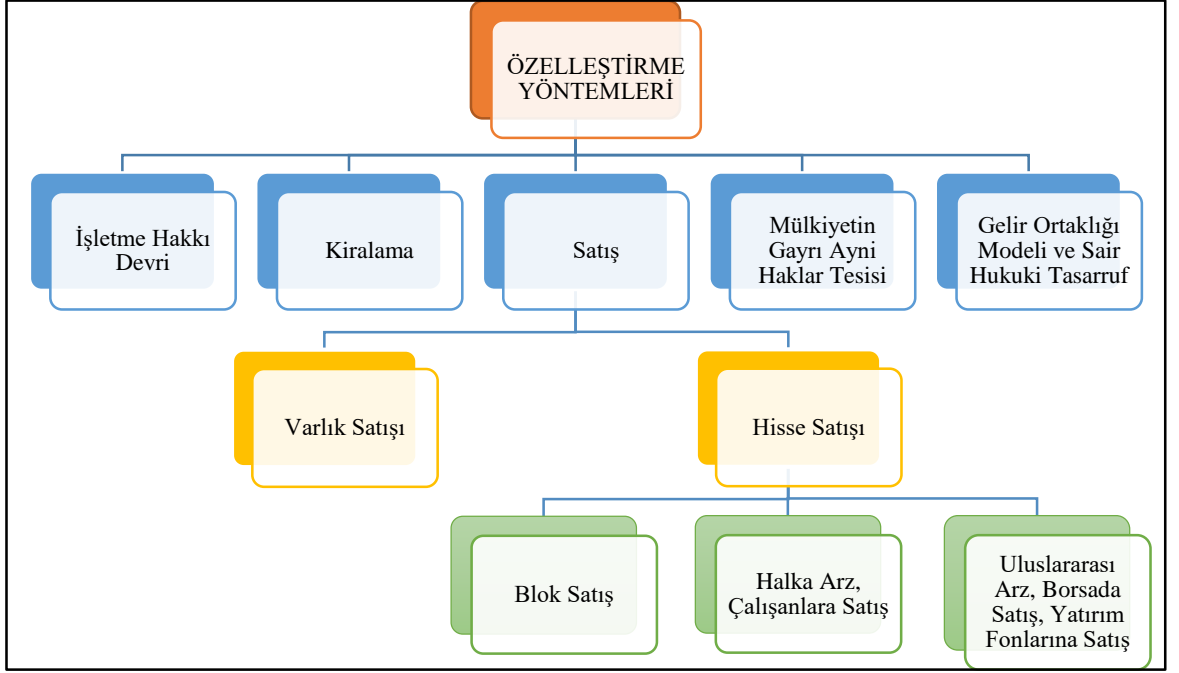 ÖZELLEŞTİRME
YÖNTEMLERİ
İşletme Hakkı
Devri
Kiralama
Satış
Mülkiyetin
Gayrı Ayni
Haklar Tesisi
Gelir Ortaklığı
Modeli ve Sair
Hukuki Tasarruf
Varlık Satışı
Hisse Satışı
Blok Satış
Halka Arz,
Çalışanlara Satış
Uluslararası
Arz, Borsada
Satış, Yatırım
Fonlarına Satış